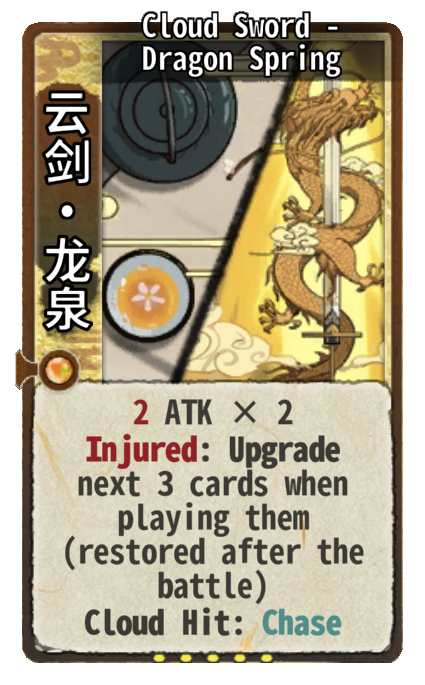 Cloud Sword -
Dragon Spring
云剑·龙泉
2 ATK × 2
Injured: Upgrade
next 3 cards when
playing them
(restored after the
battle)
Cloud Hit: Chase